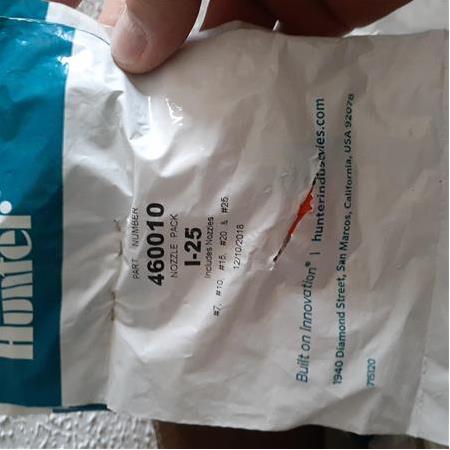 Hunter®
PART NUMBER
460010
NOZZLE PACK
I-25
Includes Nozzles
#7, #10, #15, #20 & #25
12/10/2018
Built on Innovation® | hunterindustries.com
1940 Diamond Street, San Marcos, California, USA 92078
715120